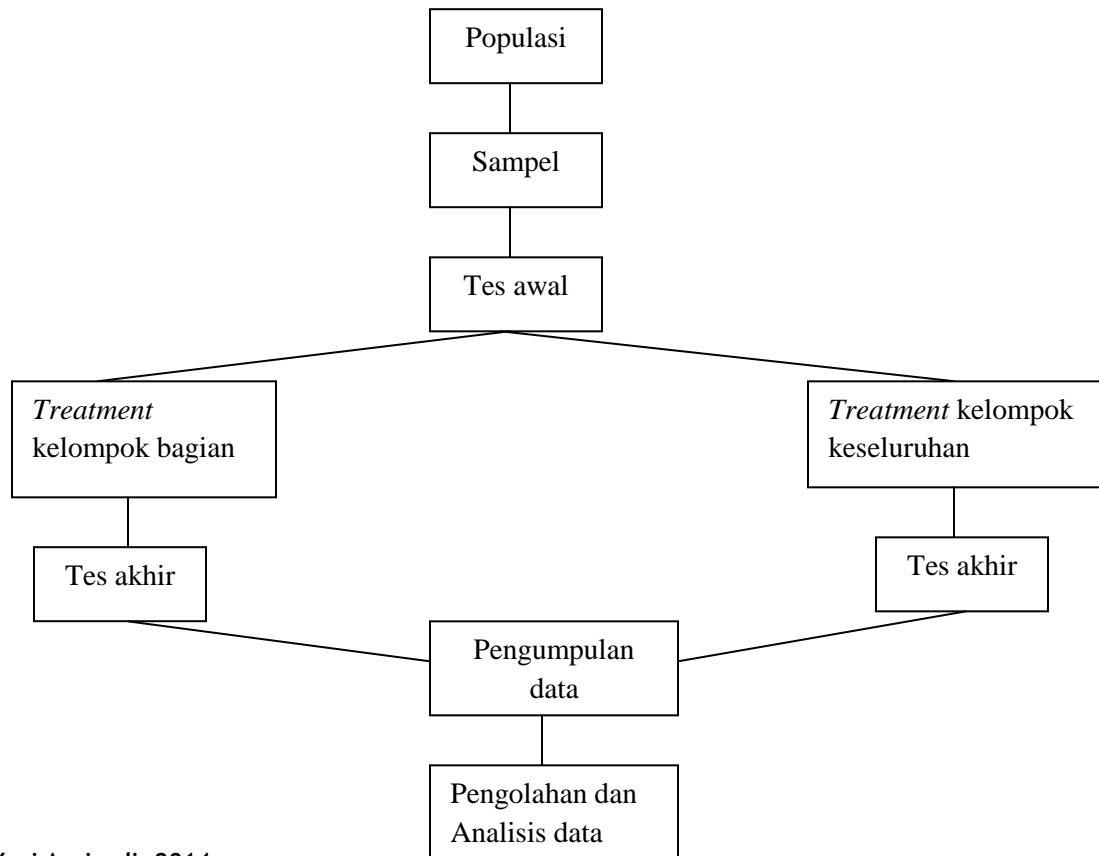 Populasi
Sampel
Tes awal
Treatment
kelompok bagian
Treatment kelompok
keseluruhan
Tes akhir
Tes akhir
Pengumpulan
data
Pengolahan dan
Analisis data